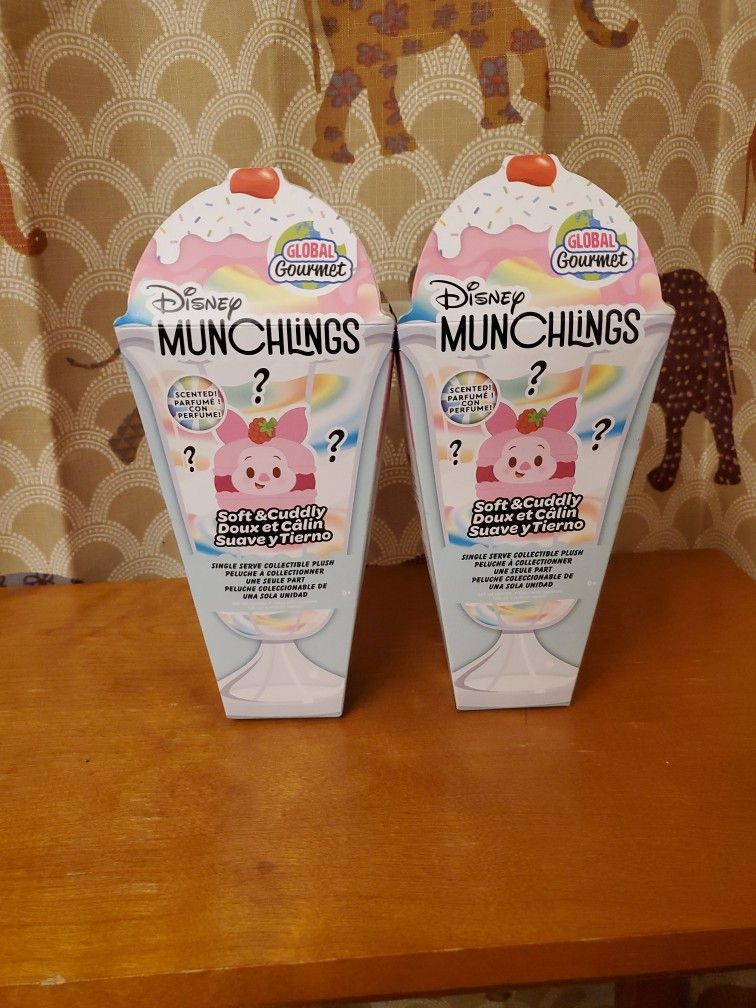 GLOBAL
Gourmet
Disney
MUNCHLINGS
?
SCENTED!
PARFUMÉ !
CON
PERFUME!
?
?
Soft & Cuddly
Doux et Câlin
Suave y Tierno
SINGLE SERVE COLLECTIBLE PLUSH
PELUCHE À COLLECTIONNER
UNE SEULE PART
PELUCHE COLECCIONABLE DE
UNA SOLA UNIDAD
0+
GLOBAL
Gourmet
Disney
MUNCHLINGS
?
SCENTED!
PARFUMÉ !
CON
PERFUME!
?
?
Soft & Cuddly
Doux et Câlin
Suave y Tierno
SINGLE SERVE COLLECTIBLE PLUSH
PELUCHE À COLLECTIONNER
UNE SEULE PART
PELUCHE COLECCIONABLE DE
UNA SOLA UNIDAD
0+